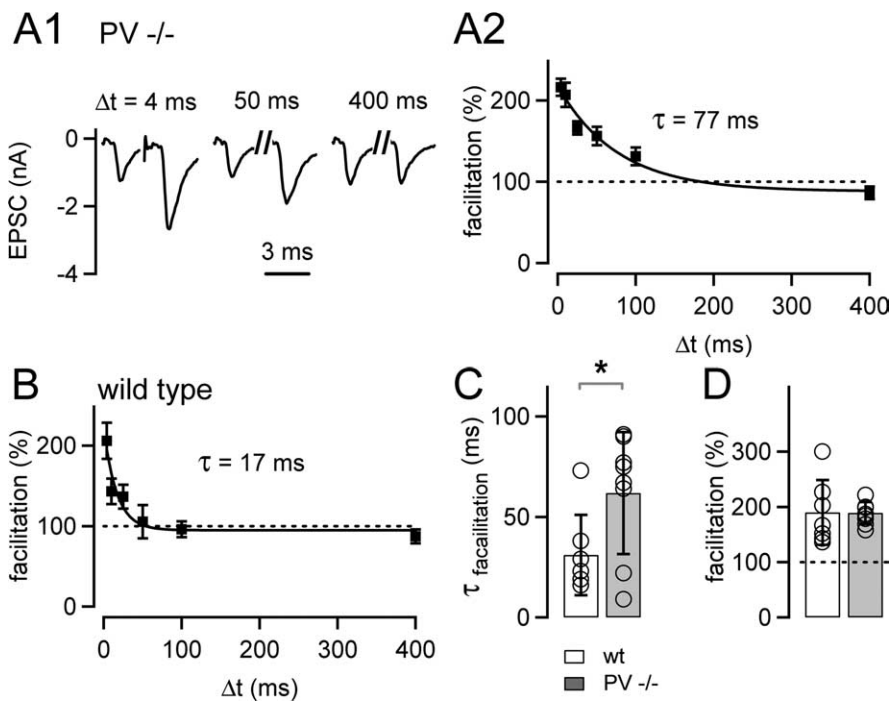 A1 PV -/-
Δt = 4 ms 50 ms 400 ms
EPSC (nA)
0
-2
-4
3 ms
A2
facilitation (%)
200
100
0
τ = 77 ms
0 100 200 300 400
Δt (ms)
B wild type
facilitation (%)
200
100
0
τ = 17 ms
0 100 200 300 400
Δt (ms)
C
τ facailitation (ms)
100
50
0
*
wt
PV -/-
D
facilitation (%)
300
200
100
0